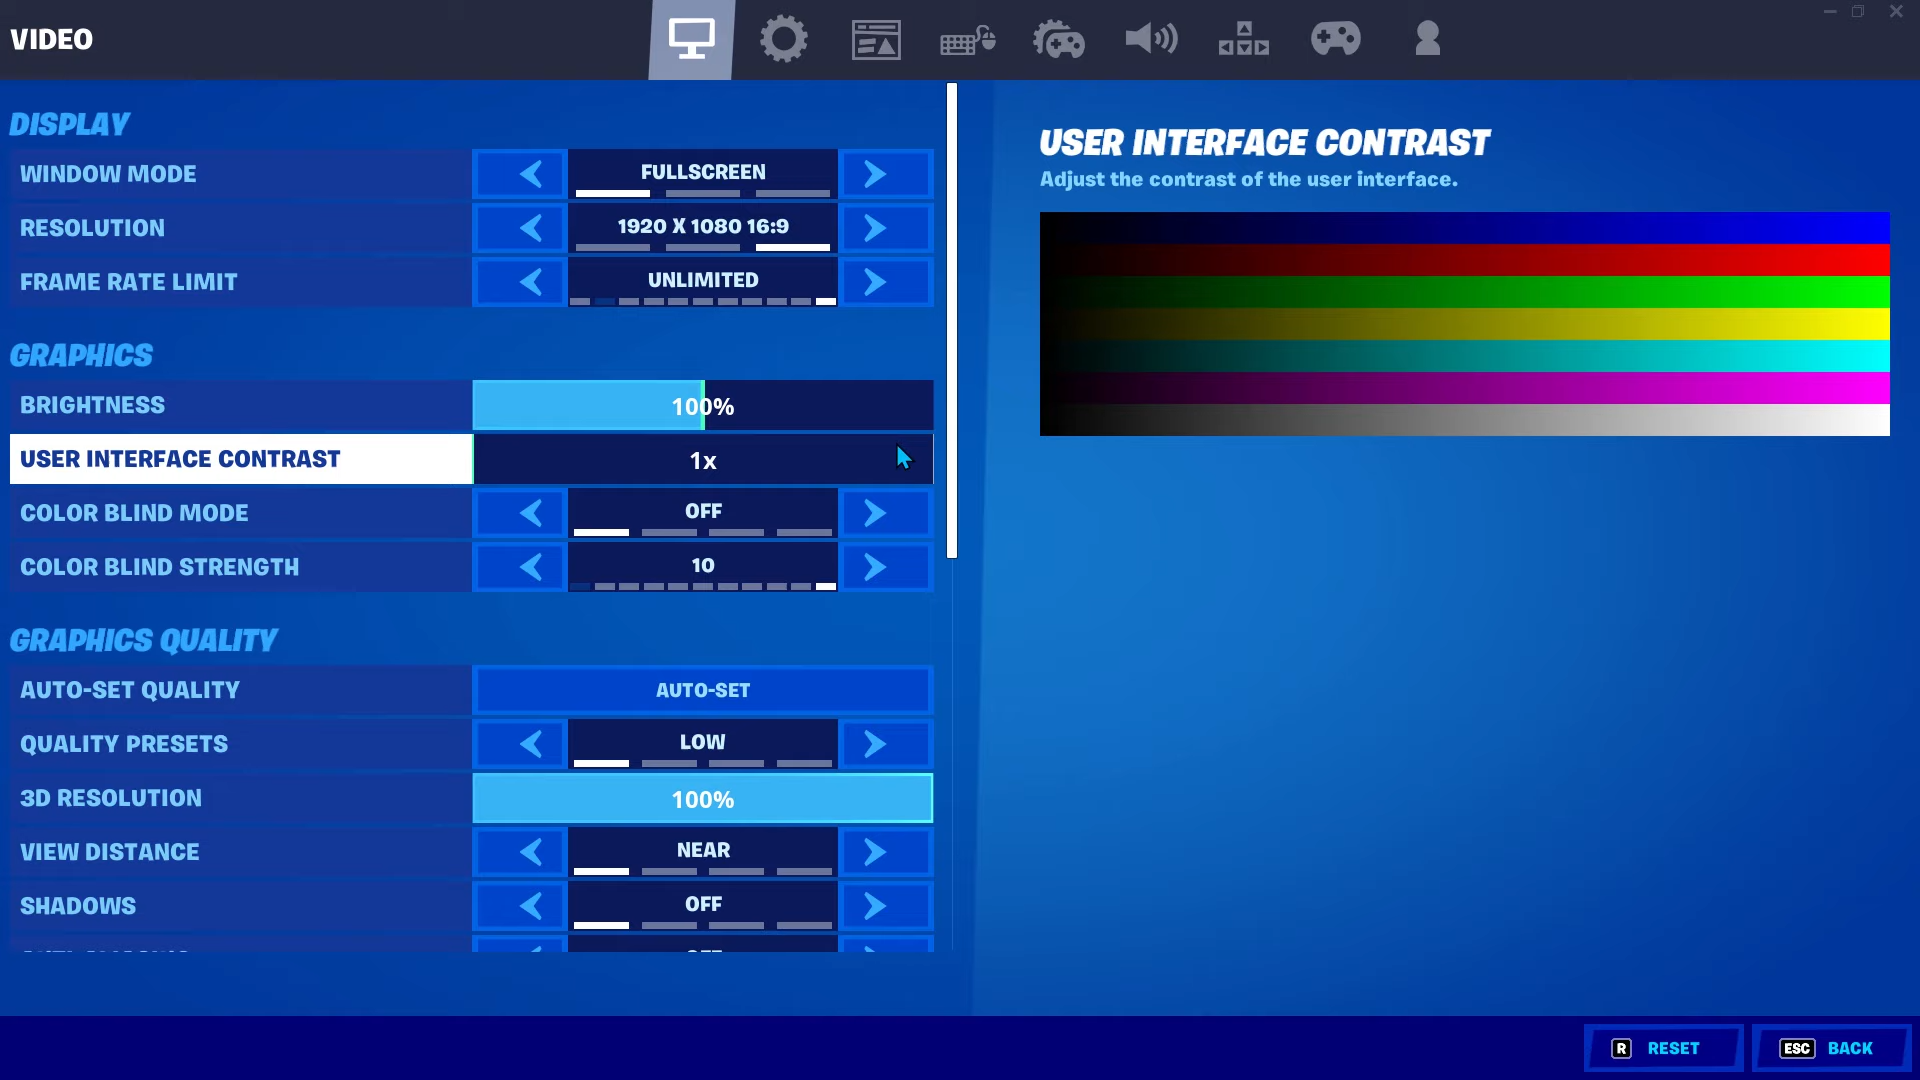 VIDEO
DISPLAY
WINDOW MODE
FULLSCREEN
RESOLUTION
1920 X 1080 16:9
FRAME RATE LIMIT
UNLIMITED
GRAPHICS
BRIGHTNESS
100%
USER INTERFACE CONTRAST
1x
COLOR BLIND MODE
OFF
COLOR BLIND STRENGTH
10
GRAPHICS QUALITY
AUTO-SET QUALITY
AUTO-SET
QUALITY PRESETS
LOW
3D RESOLUTION
100%
VIEW DISTANCE
NEAR
SHADOWS
OFF
USER INTERFACE CONTRAST
Adjust the contrast of the user interface.
R RESET
ESC BACK